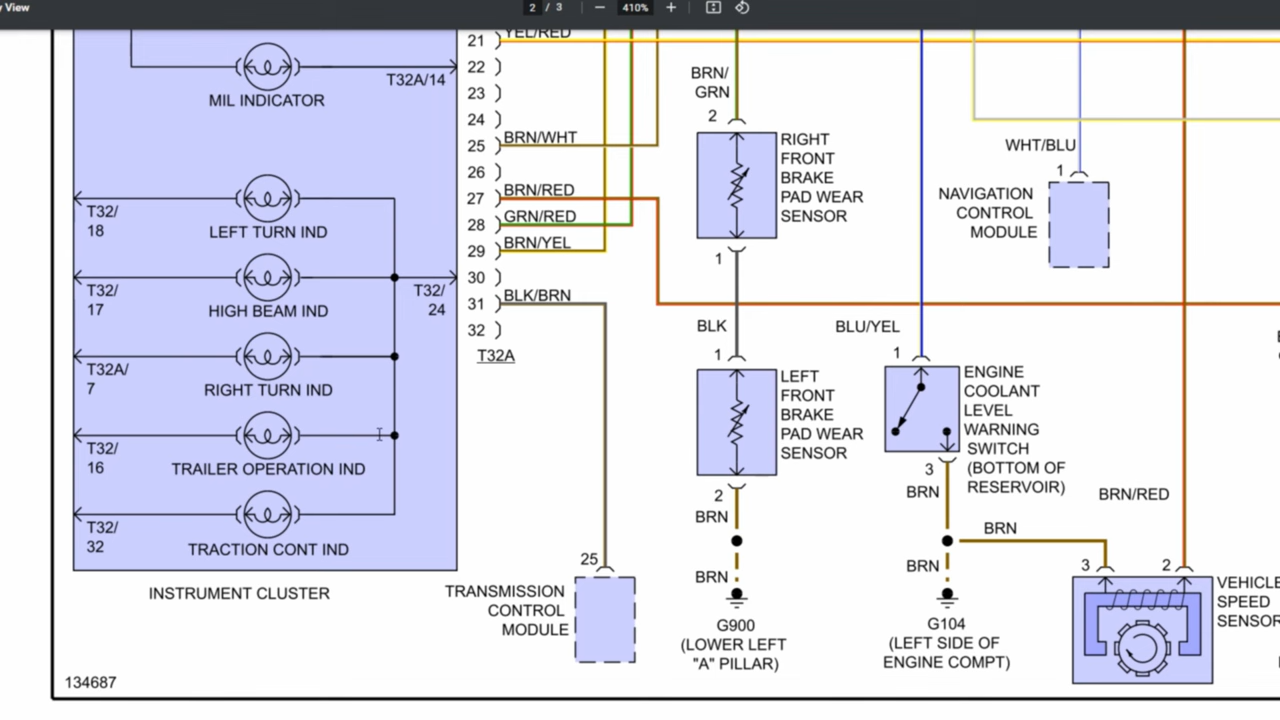 y View
2 / 3
410%
MIL INDICATOR
T32A/14
T32/
18
LEFT TURN IND
T32/
17
HIGH BEAM IND
T32/
24
T32A/
7
RIGHT TURN IND
T32/
16
TRAILER OPERATION IND
T32/
32
TRACTION CONT IND
INSTRUMENT CLUSTER
21 YEL/RED
22
23
24
25 BRN/WHT
26
27 BRN/RED
28 GRN/RED
29 BRN/YEL
30
31 BLK/BRN
32
T32A
25
TRANSMISSION
CONTROL
MODULE
BRN/
GRN
2
RIGHT
FRONT
BRAKE
PAD WEAR
SENSOR
1
BLK
1
LEFT
FRONT
BRAKE
PAD WEAR
SENSOR
2
BRN
BRN
G900
(LOWER LEFT
"A" PILLAR)
BLU/YEL
1
ENGINE
COOLANT
LEVEL
WARNING
SWITCH
(BOTTOM OF
RESERVOIR)
3
BRN
BRN
BRN
G104
(LEFT SIDE OF
ENGINE COMPT)
WHT/BLU
1
NAVIGATION
CONTROL
MODULE
BRN/RED
3
2
VEHICLE
SPEED
SENSOR
134687